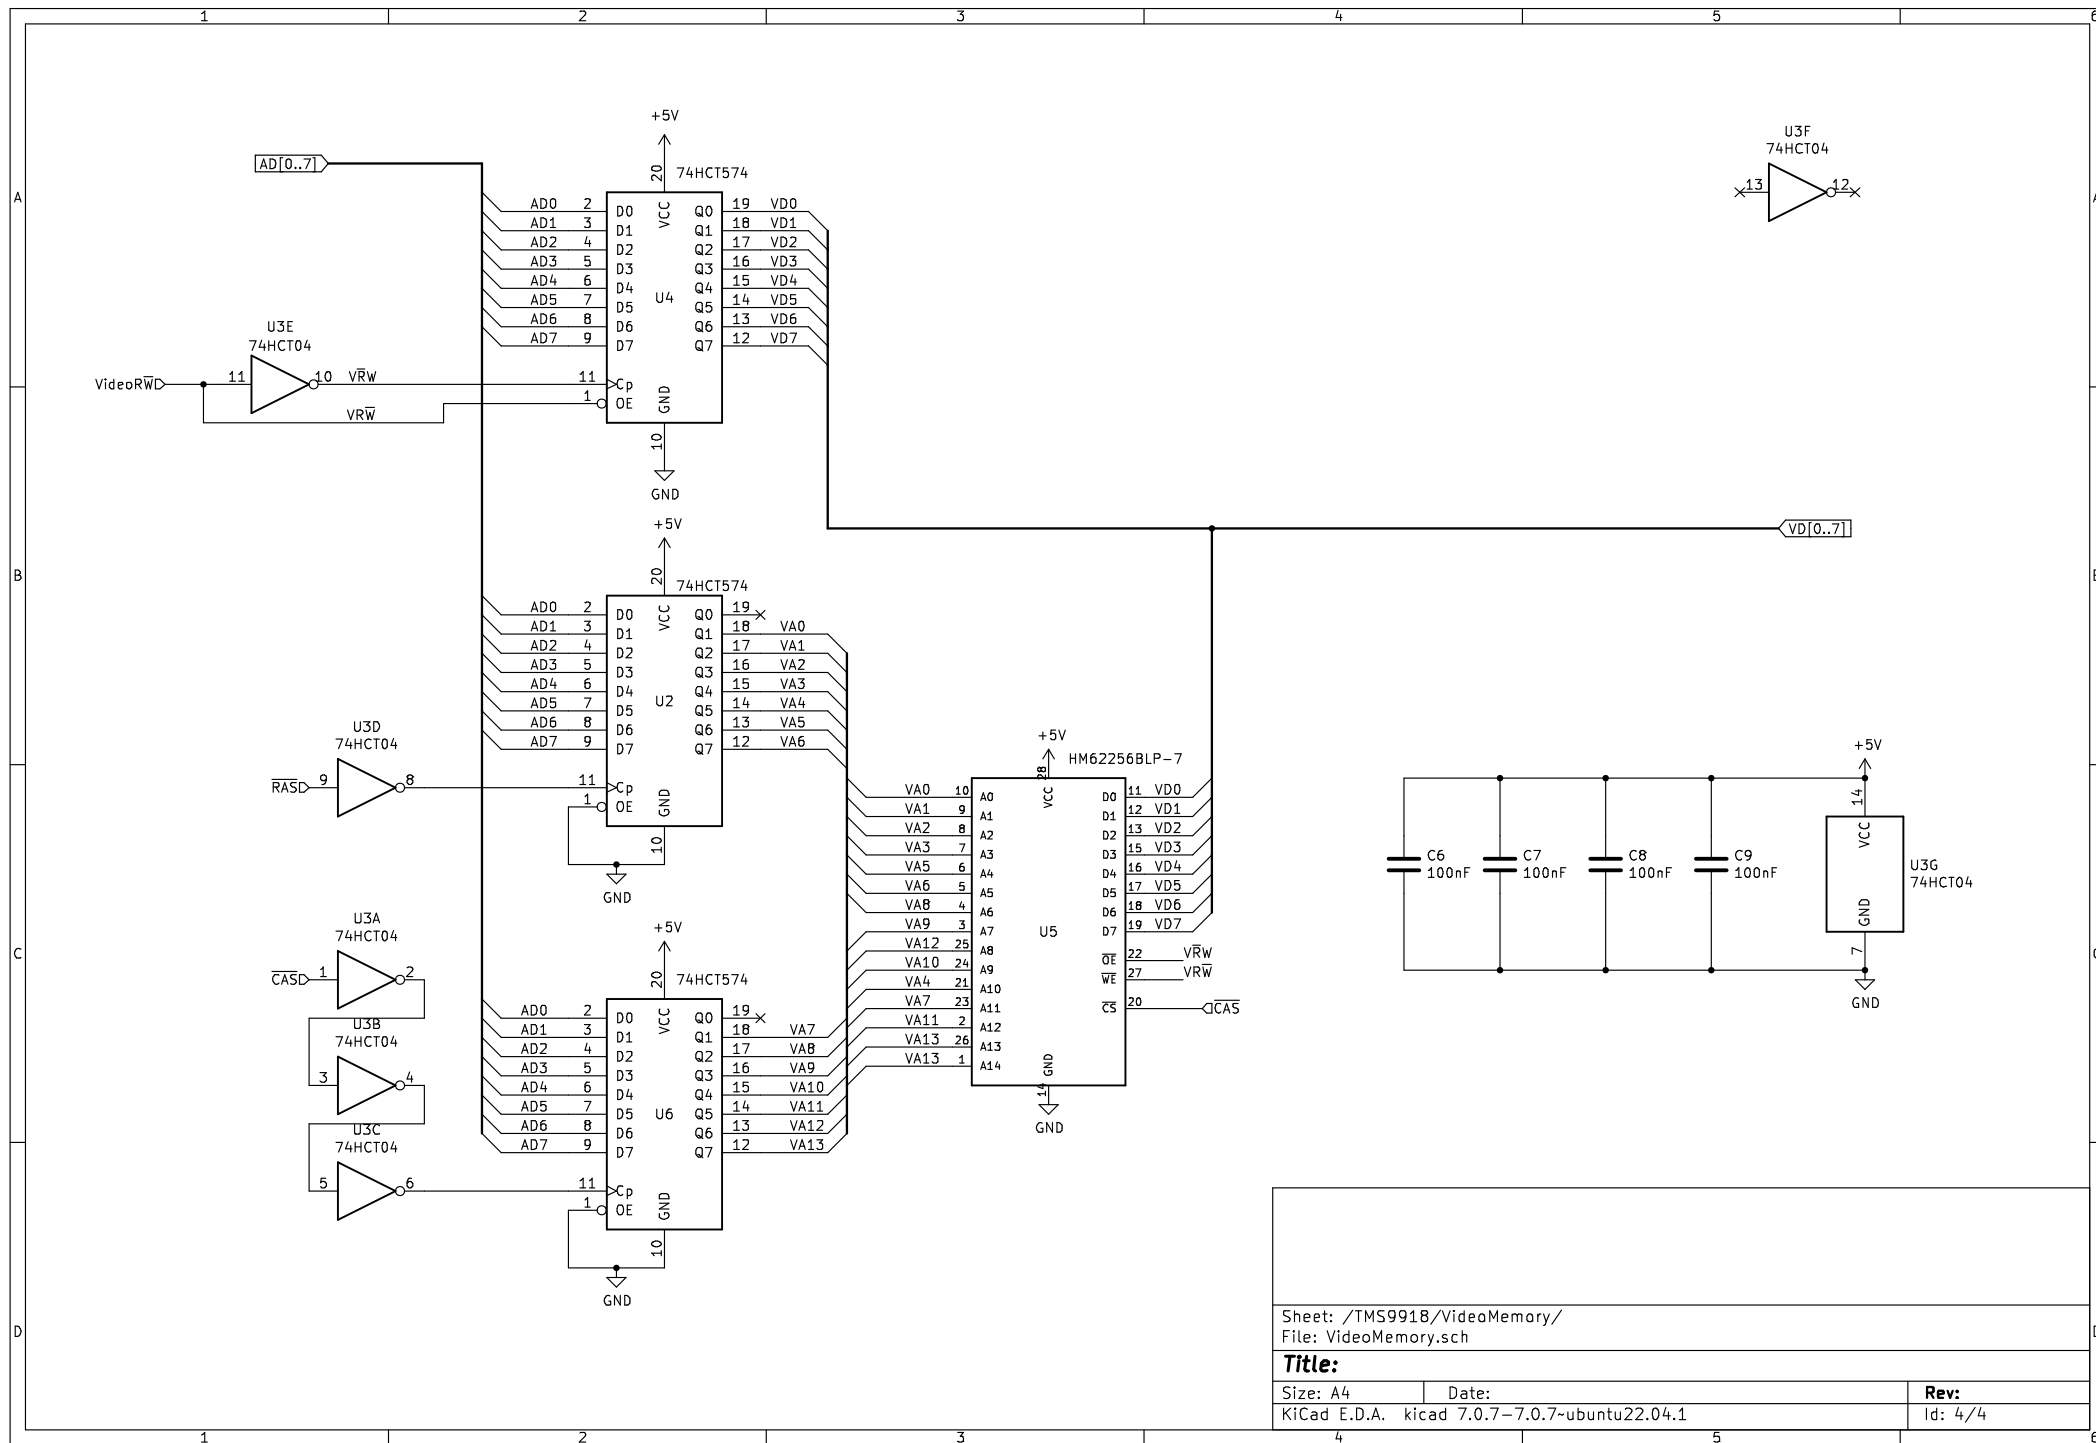 1 2 3 4 5 6
A
B
C
D
+5V
AD[0..7]
20
74HCT574
AD0 2 D0 VCC Q0 19 VD0
AD1 3 D1 Q1 18 VD1
AD2 4 D2 Q2 17 VD2
AD3 5 D3 Q3 16 VD3
AD4 6 D4 U4 Q4 15 VD4
AD5 7 D5 Q5 14 VD5
AD6 8 D6 Q6 13 VD6
AD7 9 D7 Q7 12 VD7
U3E
74HCT04
VideoRW̅ 11 10 VR̅W 11 Cp
VRW̅ 1 OE GND
10
GND
U3F
74HCT04
13 12
VD[0..7]
+5V
20
74HCT574
AD0 2 D0 VCC Q0 19
AD1 3 D1 Q1 18 VA0
AD2 4 D2 Q2 17 VA1
AD3 5 D3 Q3 16 VA2
AD4 6 D4 U2 Q4 15 VA3
AD5 7 D5 Q5 14 VA4
AD6 8 D6 Q6 13 VA5
AD7 9 D7 Q7 12 VA6
U3D
74HCT04
R̅A̅S̅ 9 8 11 Cp
1 OE GND
10
GND
+5V
28
HM62256BLP-7
VA0 10 A0 VCC D0 11 VD0
VA1 9 A1 D1 12 VD1
VA2 8 A2 D2 13 VD2
VA3 7 A3 D3 15 VD3
VA5 6 A4 D4 16 VD4
VA6 5 A5 D5 17 VD5
VA8 4 A6 D6 18 VD6
VA9 3 A7 U5 D7 19 VD7
VA12 25 A8 O̅E̅ 22 VR̅W
VA10 24 A9 W̅E̅ 27 VRW̅
VA4 21 A10
VA7 23 A11 C̅S̅ 20 C̅A̅S̅
VA11 2 A12
VA13 26 A13
VA13 1 A14 GND
14
GND
+5V
14
VCC
C6
100nF
C7
100nF
C8
100nF
C9
100nF
U3G
74HCT04
GND
7
GND
U3A
74HCT04
C̅A̅S̅ 1 2
U3B
74HCT04
3 4
U3C
74HCT04
5 6
+5V
20
74HCT574
AD0 2 D0 VCC Q0 19
AD1 3 D1 Q1 18 VA7
AD2 4 D2 Q2 17 VA8
AD3 5 D3 Q3 16 VA9
AD4 6 D4 Q4 15 VA10
AD5 7 D5 U6 Q5 14 VA11
AD6 8 D6 Q6 13 VA12
AD7 9 D7 Q7 12 VA13
11 Cp
1 OE GND
10
GND
Sheet: /TMS9918/VideoMemory/
File: VideoMemory.sch
Title:
Size: A4 Date: Rev:
KiCad E.D.A. kicad 7.0.7-7.0.7~ubuntu22.04.1 Id: 4/4
1 2 3 4 5 6